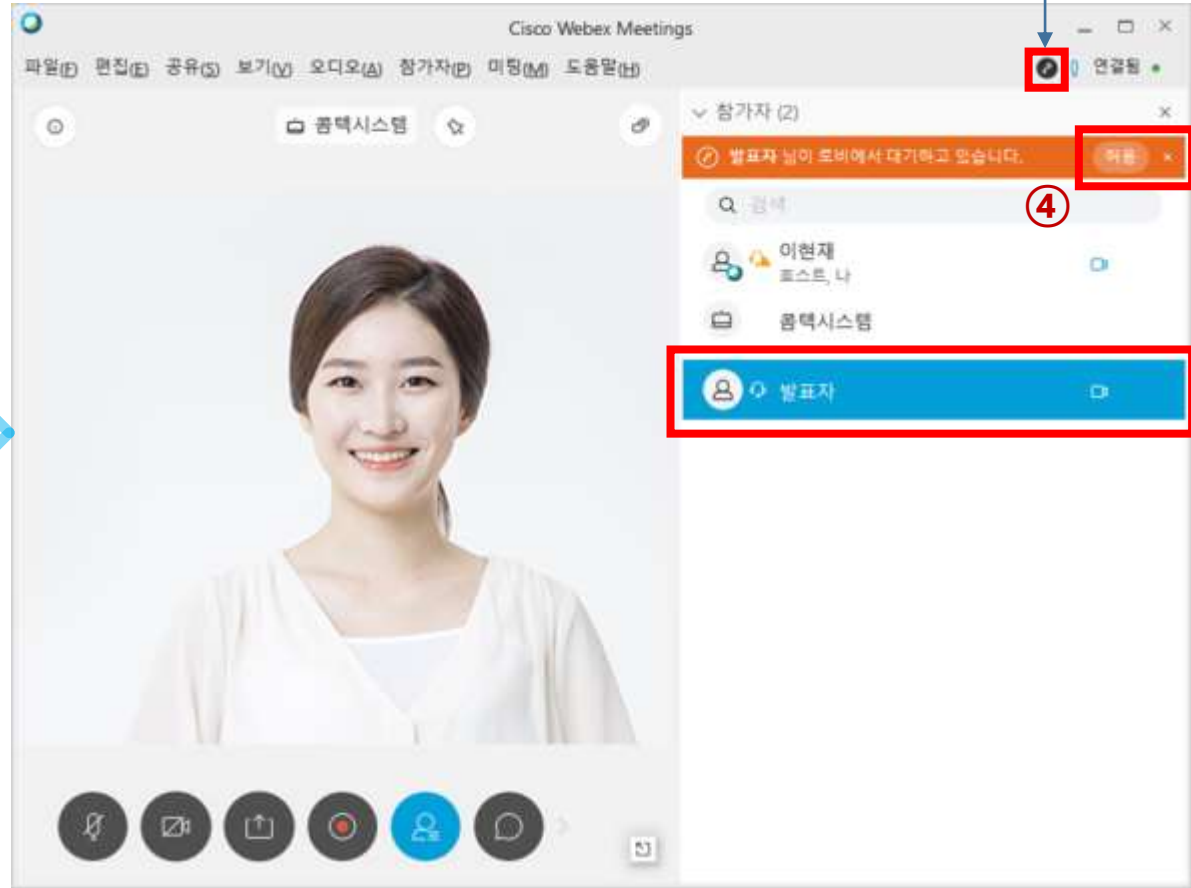 Cisco Webex Meetings
파일(F) 편집(E) 공유(S) 보기(V) 오디오(A) 참가자(P) 미팅(M) 도움말(H)
연결됨
콤텍시스템
참가자 (2)
발표자 님이 로비에서 대기하고 있습니다. 허용
④
검색
이현재
호스트, 나
콤텍시스템
발표자